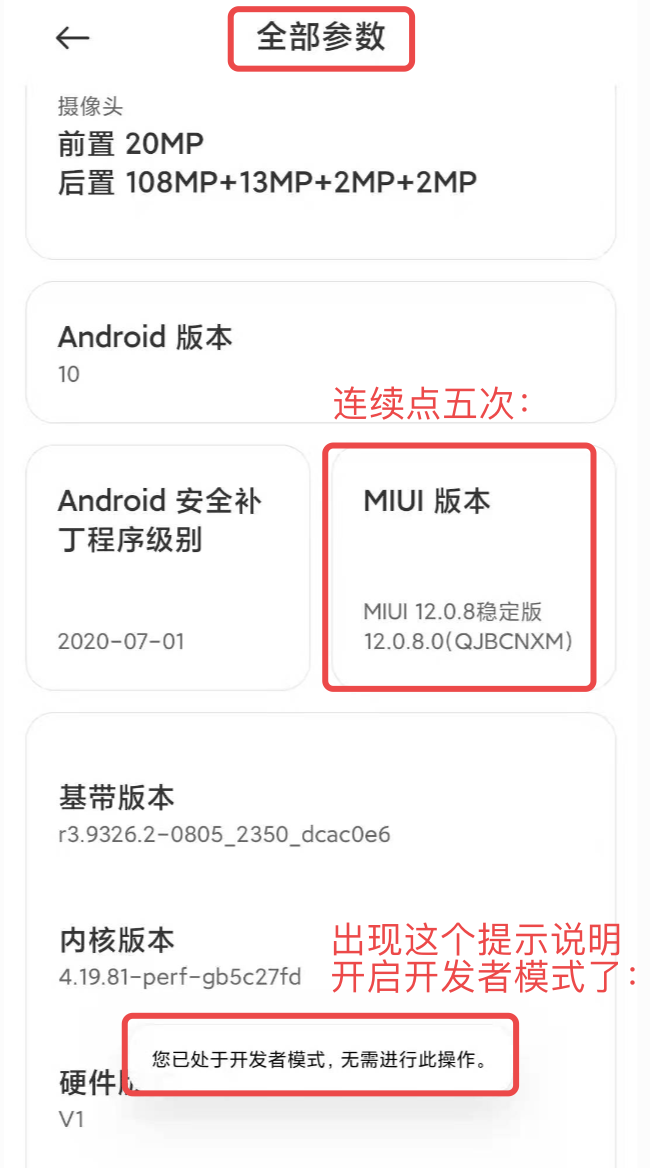 全部参数
摄像头
前置 20MP
后置 108MP+13MP+2MP+2MP
Android 版本
10
连续点五次：
Android 安全补
丁程序级别
2020-07-01
MIUI 版本
MIUI 12.0.8稳定版
12.0.8.0(QJBCNXM)
基带版本
r3.9326.2-0805_2350_dcac0e6
内核版本
4.19.81-perf-gb5c27fd
出现这个提示说明
开启开发者模式了：
您已处于开发者模式，无需进行此操作。
硬件
V1